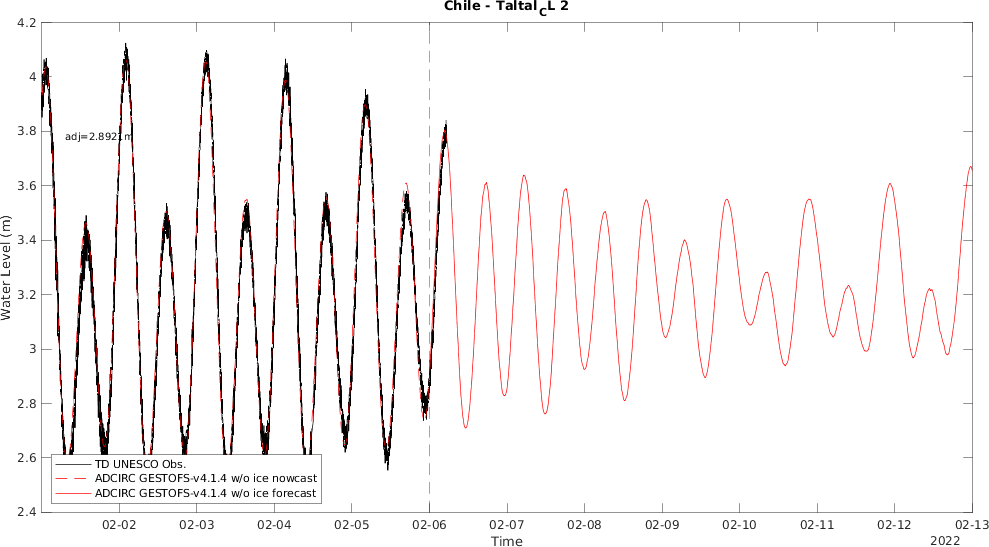 Chile - Taltal_CL 2
4.2
4
3.8
3.6
3.4
3.2
3
2.8
2.6
2.4
Water Level (m)
adj=2.8921m
TD UNESCO Obs.
ADCIRC GESTOFS-v4.1.4 w/o ice nowcast
ADCIRC GESTOFS-v4.1.4 w/o ice forecast
02-02 02-03 02-04 02-05 02-06 02-07 02-08 02-09 02-10 02-11 02-12 02-13
Time
2022